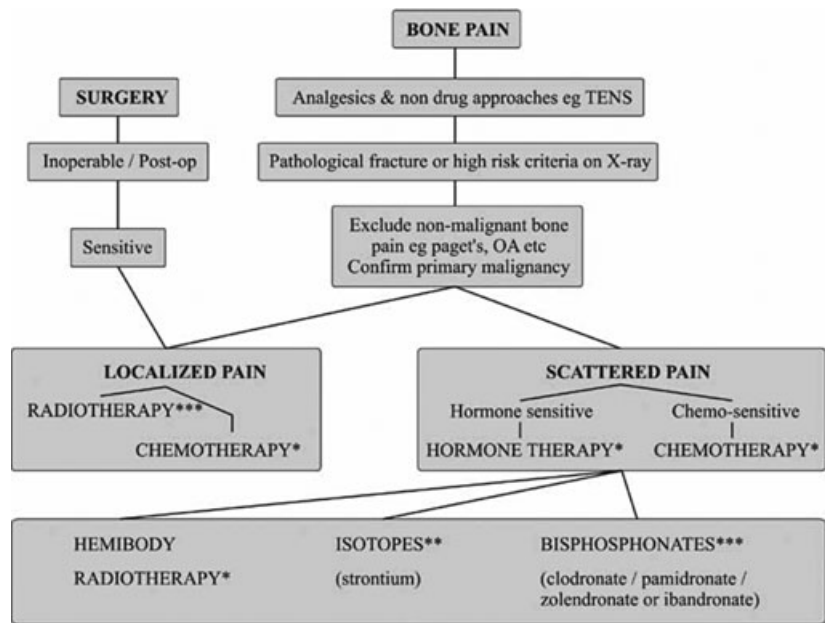 BONE PAIN
SURGERY
Analgesics & non drug approaches eg TENS
Inoperable / Post-op
Pathological fracture or high risk criteria on X-ray
Sensitive
Exclude non-malignant bone
pain eg paget's, OA etc
Confirm primary malignancy
LOCALIZED PAIN
RADIOTHERAPY***
CHEMOTHERAPY*
SCATTERED PAIN
Hormone sensitive
Chemo-sensitive
HORMONE THERAPY*
CHEMOTHERAPY*
HEMIBODY
RADIOTHERAPY*
ISOTOPES**
(strontium)
BISPHOSPHONATES***
(clodronate / pamidronate /
zolendronate or ibandronate)